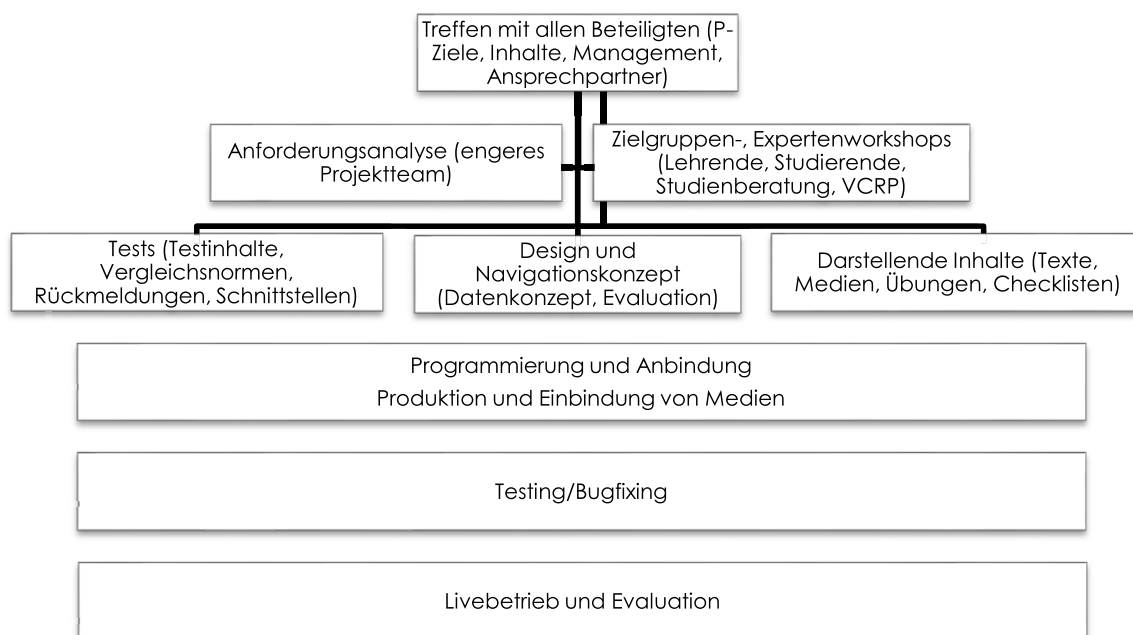 Treffen mit allen Beteiligten (P-
Ziele, Inhalte, Management,
Ansprechpartner)
Anforderungsanalyse (engeres
Projektteam)
Zielgruppen-, Expertenworkshops
(Lehrende, Studierende,
Studienberatung, VCRP)
Tests (Testinhalte,
Vergleichsnormen,
Rückmeldungen, Schnittstellen)
Design und
Navigationskonzept
(Datenkonzept, Evaluation)
Darstellende Inhalte (Texte,
Medien, Übungen, Checklisten)
Programmierung und Anbindung
Produktion und Einbindung von Medien
Testing/Bugfixing
Livebetrieb und Evaluation